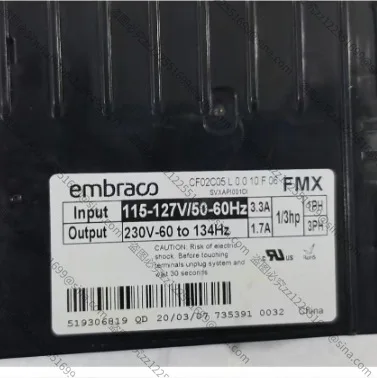 embraco
CF02C05 L 0 0 10 F 06
FMX
Input 115-127V/50-60Hz 3.3A 1/3hp 1PH
Output 230V-60 to 134Hz 1.7A 3PH
CAUTION: Risk of electric
shock. Before touching
terminals unplug system and
wait 30 seconds
519306819 QD 20/03/07 735391 0032 China